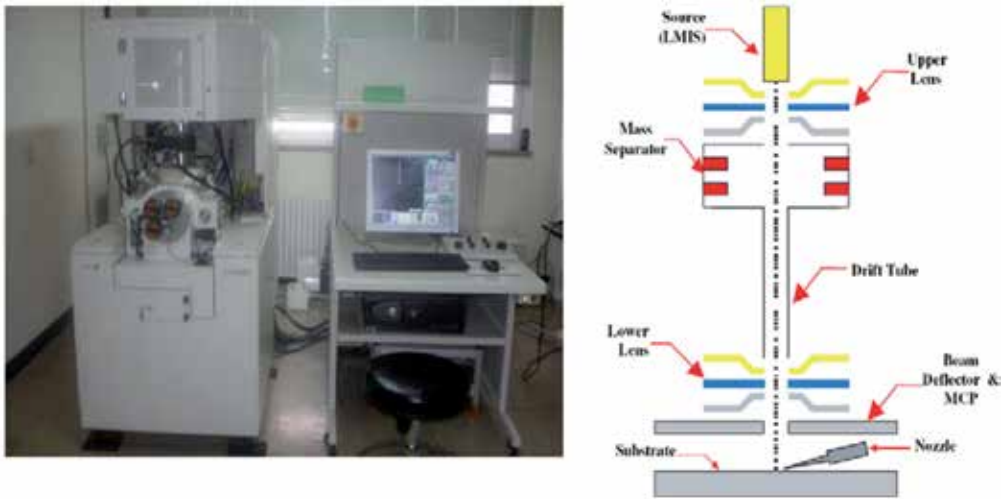 Source
(LMIS)
Upper
Lens
Mass
Separator
Drift Tube
Lower
Lens
Beam
Deflector &
MCP
Substrate
Nozzle